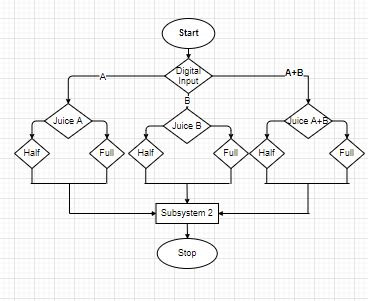 Start
Digital
Input
A
A+B
B
Juice A
Juice B
Juice A+B
Half
Full
Half
Full
Half
Full
Subsystem 2
Stop